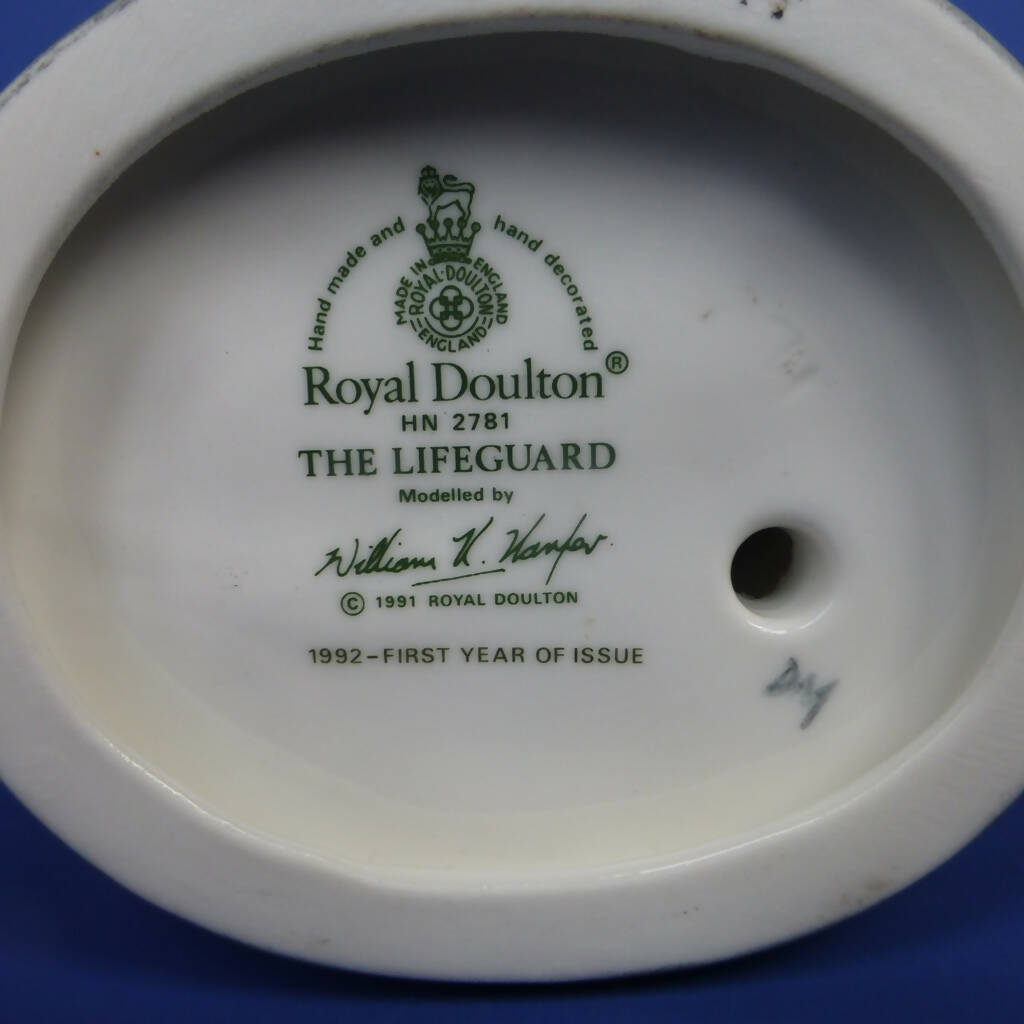 Hand made and hand decorated
MADE IN ENGLAND
ROYAL·DOULTON
ENGLAND
Royal Doulton®
HN 2781
THE LIFEGUARD
Modelled by
William K. Harper.
© 1991 ROYAL DOULTON
1992–FIRST YEAR OF ISSUE